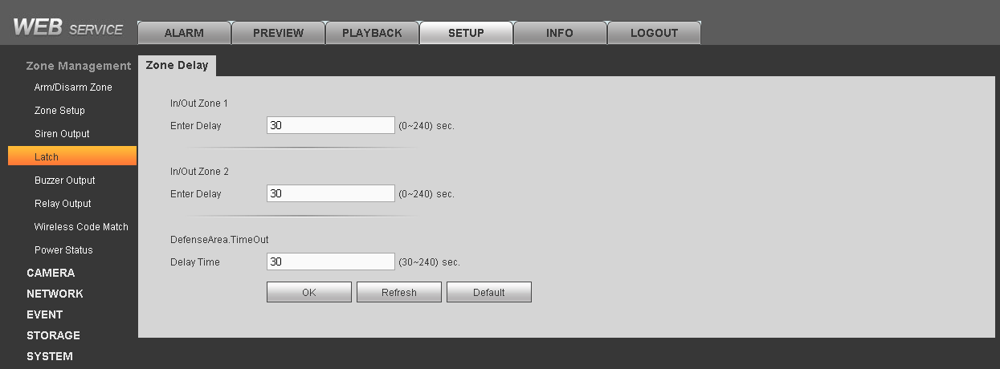 WEB SERVICE
ALARM PREVIEW PLAYBACK SETUP INFO LOGOUT
Zone Management
Arm/Disarm Zone
Zone Setup
Siren Output
Latch
Buzzer Output
Relay Output
Wireless Code Match
Power Status
CAMERA
NETWORK
EVENT
STORAGE
SYSTEM
Zone Delay
In/Out Zone 1
Enter Delay 30 (0~240) sec.
In/Out Zone 2
Enter Delay 30 (0~240) sec.
DefenseArea.TimeOut
Delay Time 30 (30~240) sec.
OK Refresh Default